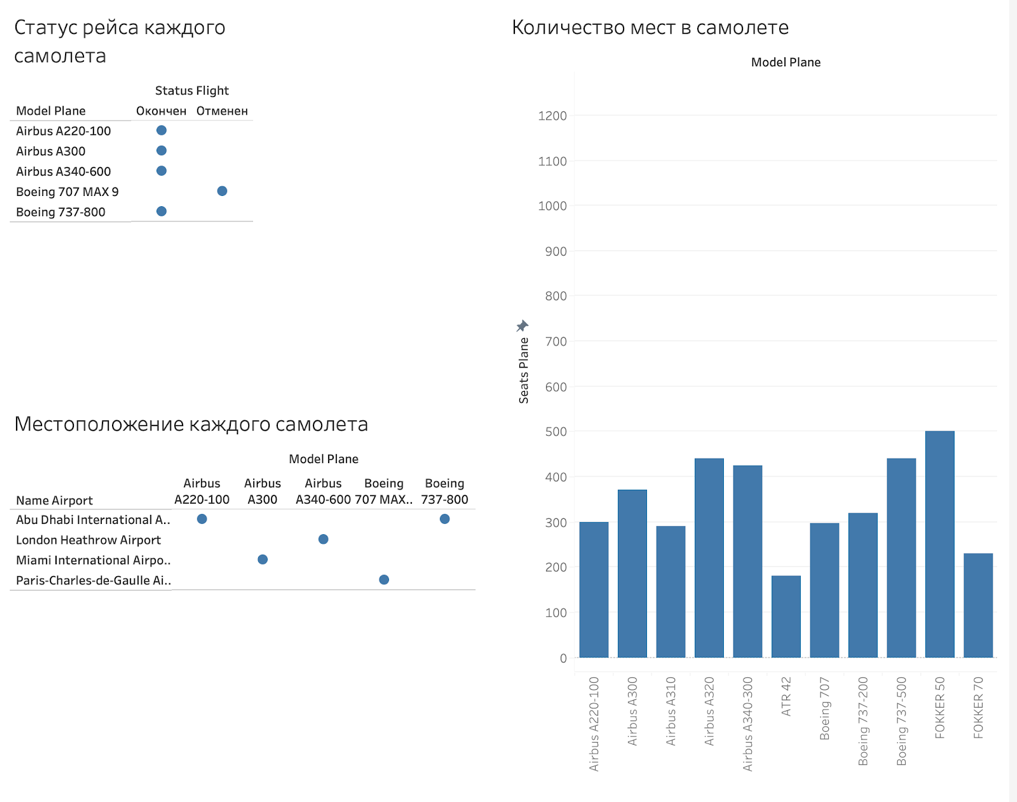 Статус рейса каждого
самолета
Status Flight
Model Plane Окончен Отменен
Airbus A220-100
Airbus A300
Airbus A340-600
Boeing 707 MAX 9
Boeing 737-800
Местоположение каждого самолета
Model Plane
Airbus Airbus Airbus Boeing Boeing
Name Airport A220-100 A300 A340-600 707 MAX.. 737-800
Abu Dhabi International A..
London Heathrow Airport
Miami International Airpo..
Paris-Charles-de-Gaulle Ai..
Количество мест в самолете
Model Plane
Seats Plane
1200
1100
1000
900
800
700
600
500
400
300
200
100
0
Airbus A220-100
Airbus A300
Airbus A310
Airbus A320
Airbus A340-300
ATR 42
Boeing 707
Boeing 737-200
Boeing 737-500
FOKKER 50
FOKKER 70